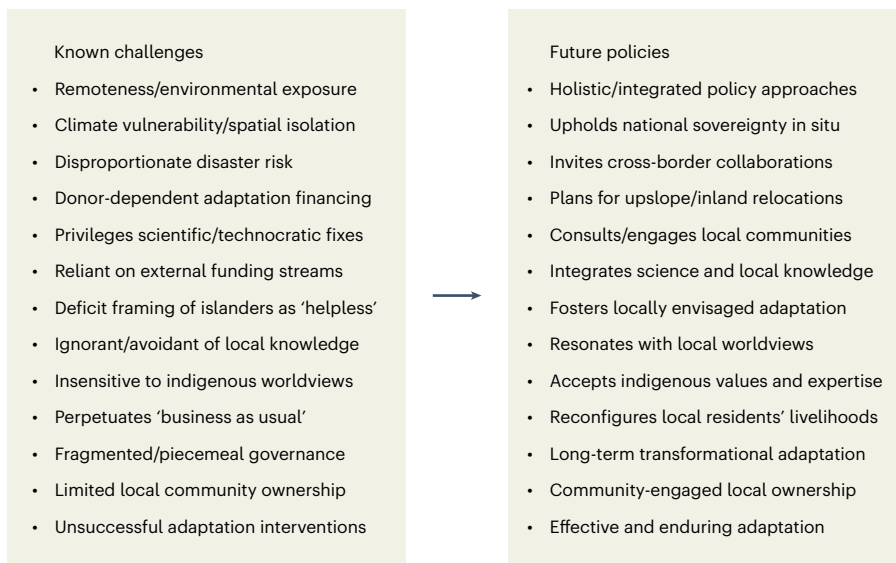 Known challenges
• Remoteness/environmental exposure
• Climate vulnerability/spatial isolation
• Disproportionate disaster risk
• Donor-dependent adaptation financing
• Privileges scientific/technocratic fixes
• Reliant on external funding streams
• Deficit framing of islanders as ‘helpless’
• Ignorant/avoidant of local knowledge
• Insensitive to indigenous worldviews
• Perpetuates ‘business as usual’
• Fragmented/piecemeal governance
• Limited local community ownership
• Unsuccessful adaptation interventions
Future policies
• Holistic/integrated policy approaches
• Upholds national sovereignty in situ
• Invites cross-border collaborations
• Plans for upslope/inland relocations
• Consults/engages local communities
• Integrates science and local knowledge
• Fosters locally envisaged adaptation
• Resonates with local worldviews
• Accepts indigenous values and expertise
• Reconfigures local residents’ livelihoods
• Long-term transformational adaptation
• Community-engaged local ownership
• Effective and enduring adaptation